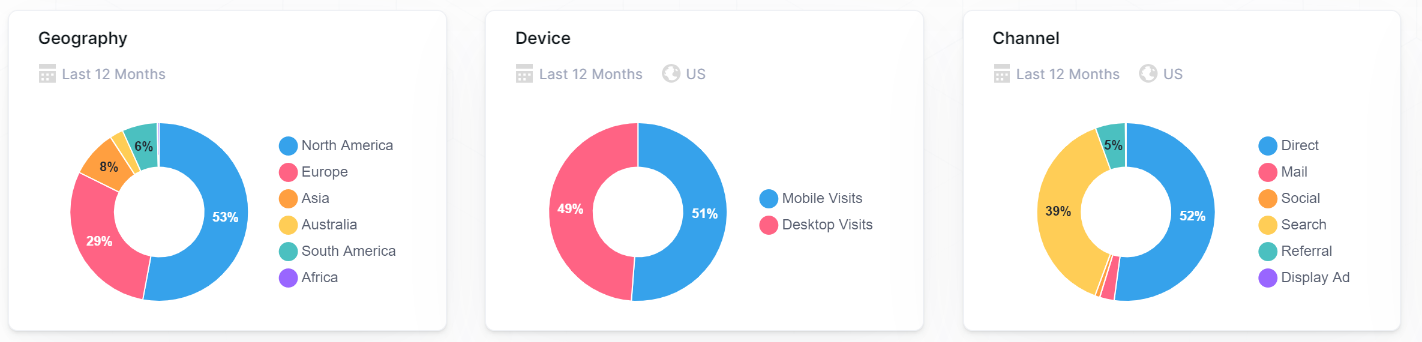 Geography
Last 12 Months
6%
8%
53%
29%
North America
Europe
Asia
Australia
South America
Africa
Device
Last 12 Months US
49%
51%
Mobile Visits
Desktop Visits
Channel
Last 12 Months US
5%
39%
52%
Direct
Mail
Social
Search
Referral
Display Ad